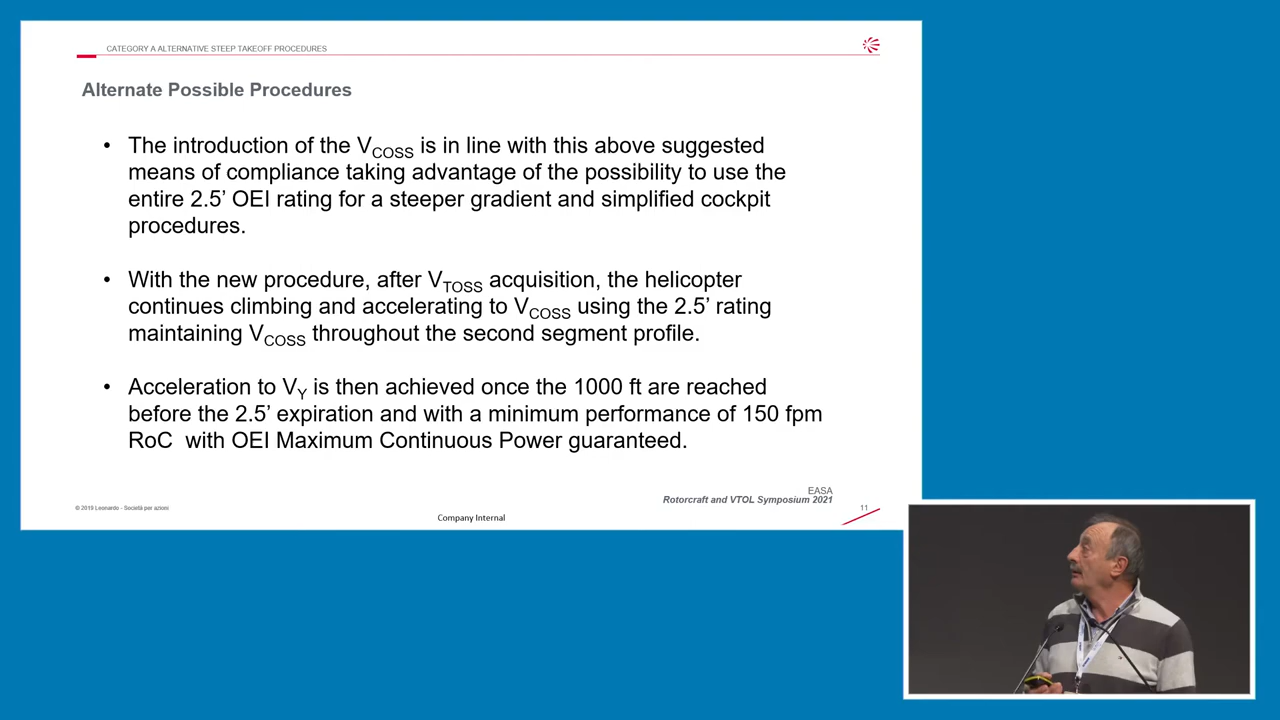 CATEGORY A ALTERNATIVE STEEP TAKEOFF PROCEDURES
Alternate Possible Procedures
• The introduction of the VCOSS is in line with this above suggested
means of compliance taking advantage of the possibility to use the
entire 2.5’ OEI rating for a steeper gradient and simplified cockpit
procedures.
• With the new procedure, after VTOSS acquisition, the helicopter
continues climbing and accelerating to VCOSS using the 2.5’ rating
maintaining VCOSS throughout the second segment profile.
• Acceleration to VY is then achieved once the 1000 ft are reached
before the 2.5’ expiration and with a minimum performance of 150 fpm
RoC with OEI Maximum Continuous Power guaranteed.
EASA
Rotorcraft and VTOL Symposium 2021
© 2019 Leonardo - Società per azioni
11
Company Internal